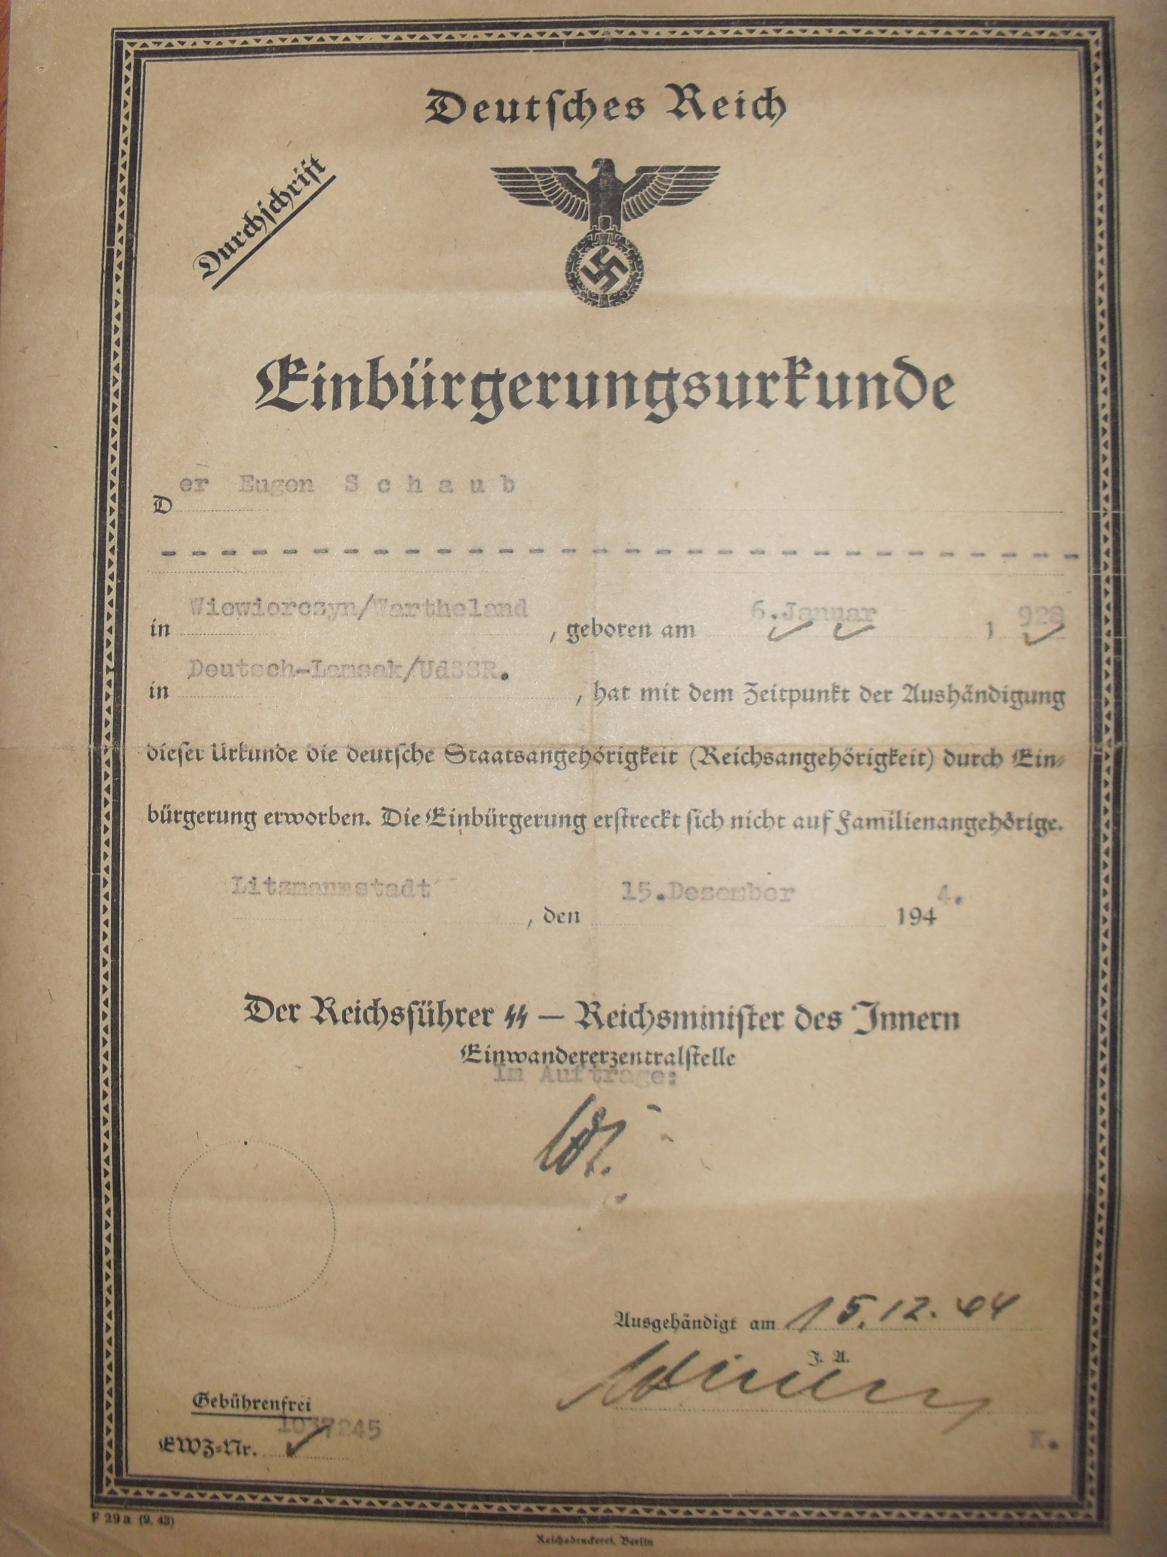 Deutsches Reich
Durchschrift
Einbürgerungsurkunde
Der Eugen Schaub
in Wiewiorczyn/Wartheland, geboren am 6.Januar 1928
in Deutsch-Lamsak/UdSSR., hat mit dem Zeitpunkt der Aushändigung
dieser Urkunde die deutsche Staatsangehörigkeit (Reichsangehörigkeit) durch Ein-
bürgerung erworben. Die Einbürgerung erstreckt sich nicht auf Familienangehörige.
Litzmannstadt, den 15.Dezember 1944.
Der Reichsführer SS — Reichsminister des Innern
Einwandererzentralstelle
Im Auftrage:
Ausgehändigt am 15.12.44
J. A.
Gebührenfrei
EWZ-Nr. 1037245
K.
F 29a (9. 43)
Reichsdruckerei, Berlin